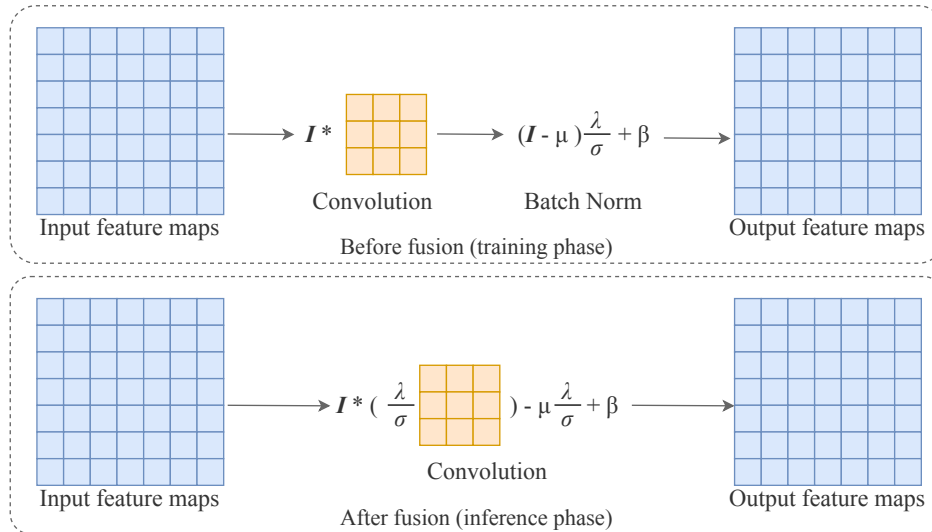 I * (I - μ) λ/σ + β
Convolution Batch Norm
Input feature maps Output feature maps
Before fusion (training phase)
I * ( λ/σ ) - μ λ/σ + β
Convolution
Input feature maps Output feature maps
After fusion (inference phase)